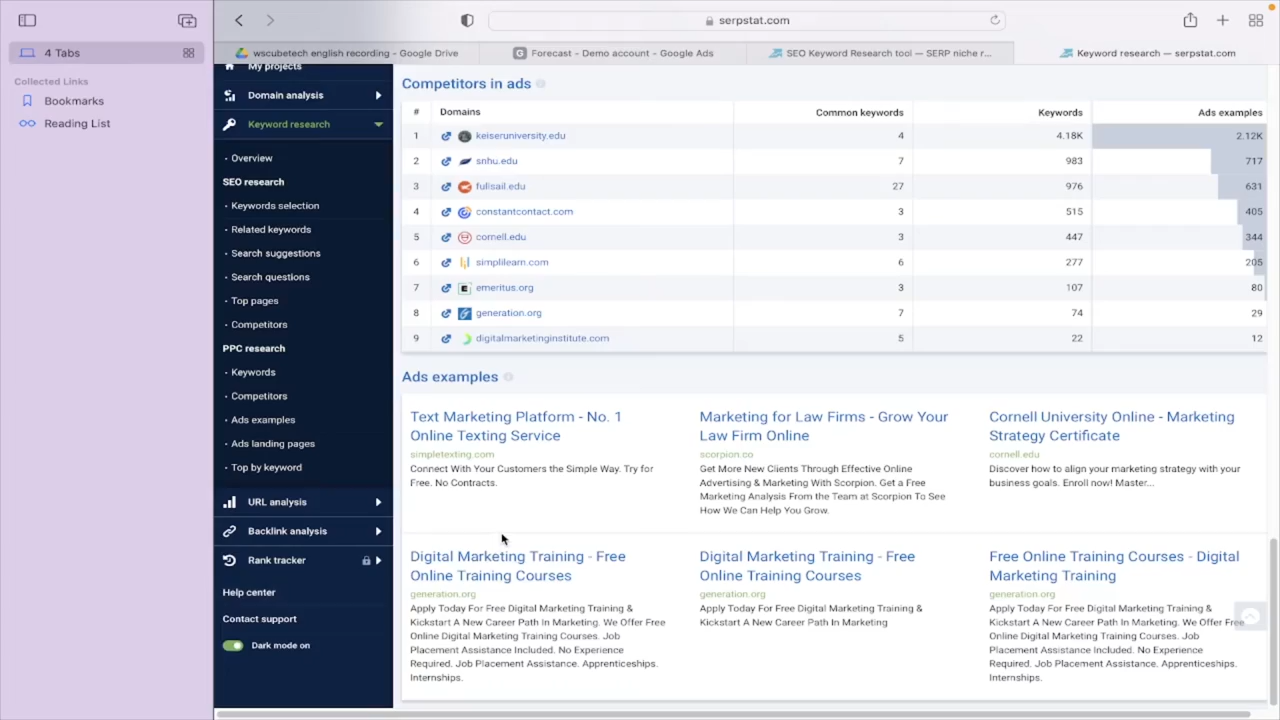 serpstat.com
4 Tabs
wscubetech english recording - Google Drive
Forecast - Demo account - Google Ads
SEO Keyword Research tool — SERP niche r...
Keyword research — serpstat.com
Collected Links
Bookmarks
Reading List
My projects
Domain analysis
Keyword research
Overview
SEO research
Keywords selection
Related keywords
Search suggestions
Search questions
Top pages
Competitors
PPC research
Keywords
Competitors
Ads examples
Ads landing pages
Top by keyword
URL analysis
Backlink analysis
Rank tracker
Help center
Contact support
Dark mode on
Competitors in ads
# Domains Common keywords Keywords Ads examples
1 keiseruniversity.edu 4 4.18K 2.12K
2 snhu.edu 7 983 717
3 fullsail.edu 27 976 631
4 constantcontact.com 3 515 405
5 cornell.edu 3 447 344
6 simplilearn.com 6 277 205
7 emeritus.org 3 107 80
8 generation.org 7 74 29
9 digitalmarketinginstitute.com 5 22 12
Ads examples
Text Marketing Platform - No. 1
Online Texting Service
simpletexting.com
Connect With Your Customers the Simple Way. Try for
Free. No Contracts.
Marketing for Law Firms - Grow Your
Law Firm Online
scorpion.co
Get More New Clients Through Effective Online
Advertising & Marketing With Scorpion. Get a Free
Marketing Analysis From the Team at Scorpion To See
How We Can Help You Grow.
Cornell University Online - Marketing
Strategy Certificate
cornell.edu
Discover how to align your marketing strategy with your
business goals. Enroll now! Master...
Digital Marketing Training - Free
Online Training Courses
generation.org
Apply Today For Free Digital Marketing Training &
Kickstart A New Career Path In Marketing. We Offer Free
Online Digital Marketing Training Courses. Job
Placement Assistance Included. No Experience
Required. Job Placement Assistance. Apprenticeships.
Internships.
Digital Marketing Training - Free
Online Training Courses
generation.org
Apply Today For Free Digital Marketing Training &
Kickstart A New Career Path In Marketing
Free Online Training Courses - Digital
Marketing Training
generation.org
Apply Today For Free Digital Marketing Training &
Kickstart A New Career Path In Marketing. We Offer Free
Online Digital Marketing Training Courses. Job
Placement Assistance Included. No Experience
Required. Job Placement Assistance. Apprenticeships.
Internships.